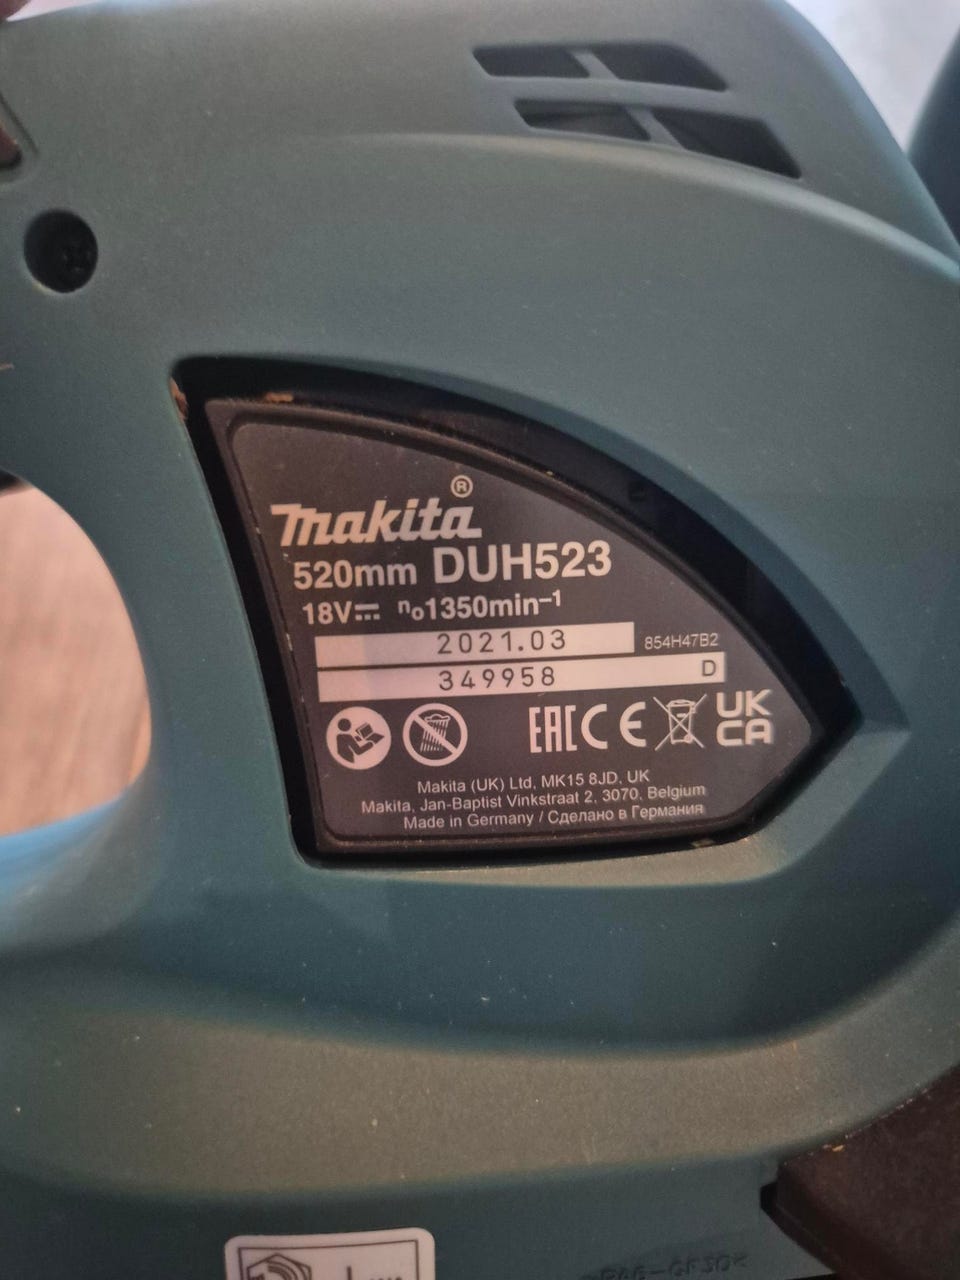 makita®
520mm DUH523
18V⎓ n₀1350min⁻¹
2021.03 854H47B2
349958 D
EAC CE UK CA
Makita (UK) Ltd, MK15 8JD, UK
Makita, Jan-Baptist Vinkstraat 2, 3070, Belgium
Made in Germany / Сделано в Германия